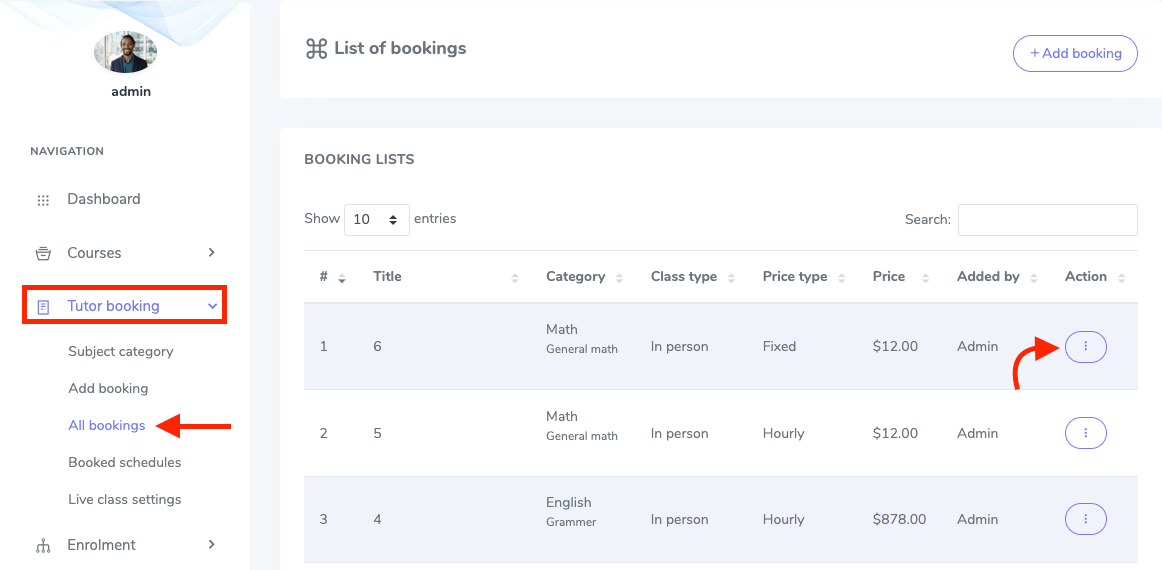 admin
NAVIGATION
Dashboard
Courses
Tutor booking
Subject category
Add booking
All bookings
Booked schedules
Live class settings
Enrolment
List of bookings
+ Add booking
BOOKING LISTS
Show 10 entries
Search:
# Title Category Class type Price type Price Added by Action
1 6 Math General math In person Fixed $12.00 Admin
2 5 Math General math In person Hourly $12.00 Admin
3 4 English Grammer In person Hourly $878.00 Admin